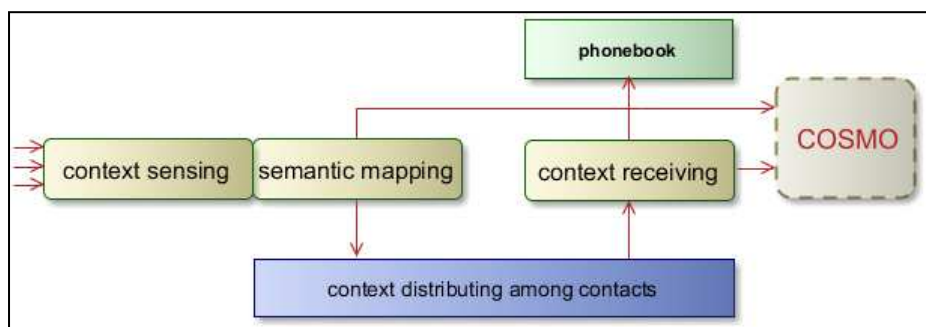 phonebook
COSMO
context sensing
semantic mapping
context receiving
context distributing among contacts